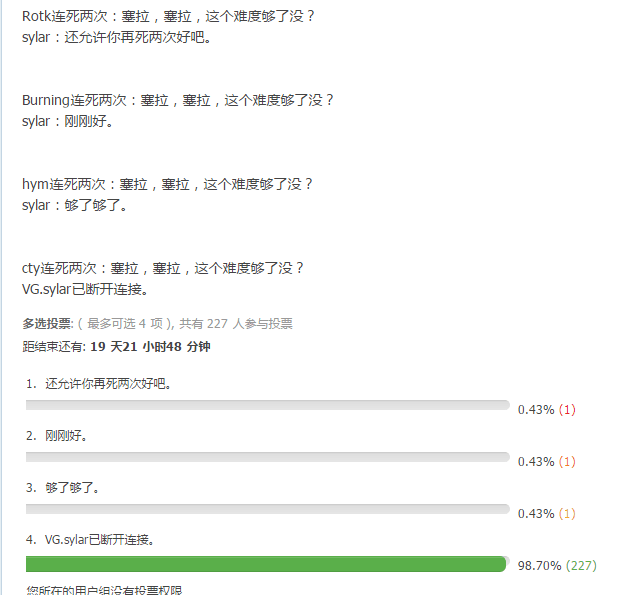 Rotk连死两次：塞拉，塞拉，这个难度够了没？
sylar：还允许你再死两次好吧。
Burning连死两次：塞拉，塞拉，这个难度够了没？
sylar：刚刚好。
hym连死两次：塞拉，塞拉，这个难度够了没？
sylar：够了够了。
cty连死两次：塞拉，塞拉，这个难度够了没？
VG.sylar已断开连接。
多选投票: ( 最多可选 4 项 ), 共有 227 人参与投票
距结束还有: 19 天21 小时48 分钟
1. 还允许你再死两次好吧。
0.43% (1)
2. 刚刚好。
0.43% (1)
3. 够了够了。
0.43% (1)
4. VG.sylar已断开连接。
98.70% (227)
您所在的用户组没有投票权限